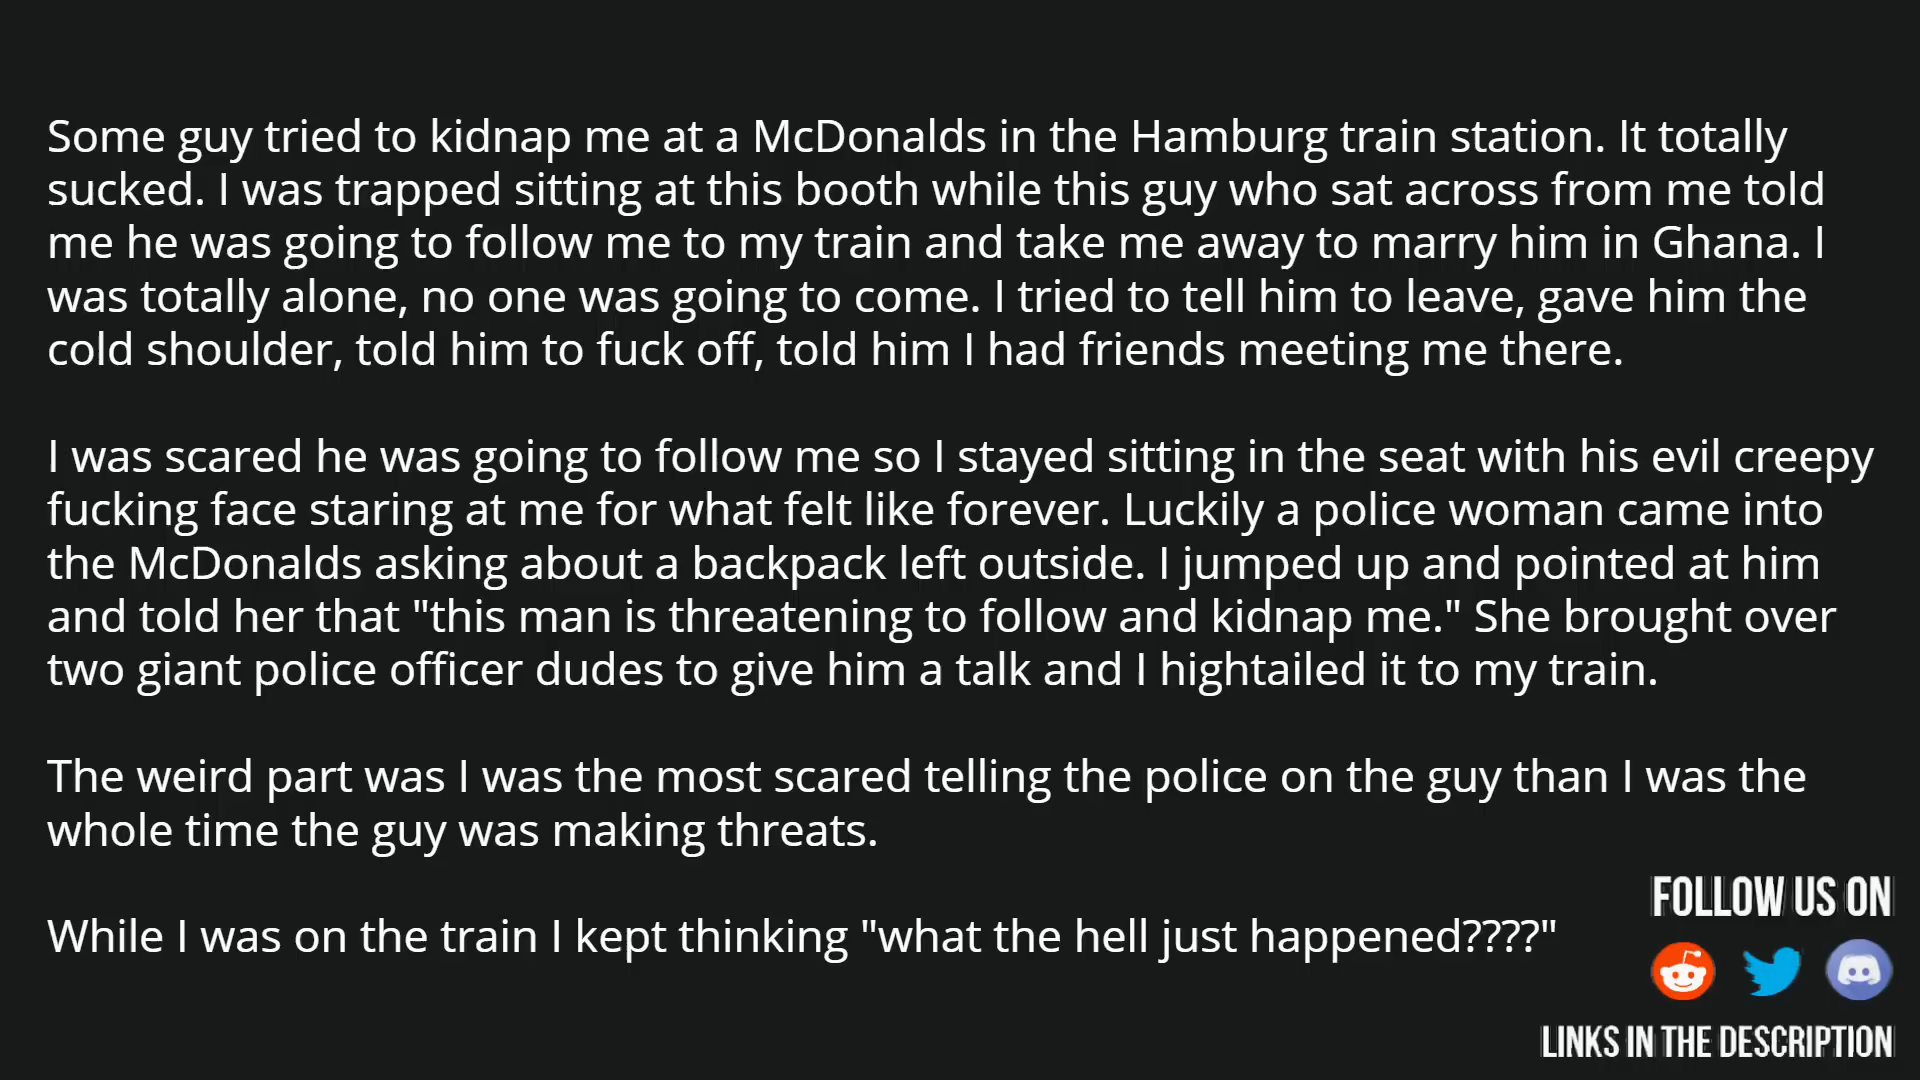 Some guy tried to kidnap me at a McDonalds in the Hamburg train station. It totally
sucked. I was trapped sitting at this booth while this guy who sat across from me told
me he was going to follow me to my train and take me away to marry him in Ghana. I
was totally alone, no one was going to come. I tried to tell him to leave, gave him the
cold shoulder, told him to fuck off, told him I had friends meeting me there.
I was scared he was going to follow me so I stayed sitting in the seat with his evil creepy
fucking face staring at me for what felt like forever. Luckily a police woman came into
the McDonalds asking about a backpack left outside. I jumped up and pointed at him
and told her that "this man is threatening to follow and kidnap me." She brought over
two giant police officer dudes to give him a talk and I hightailed it to my train.
The weird part was I was the most scared telling the police on the guy than I was the
whole time the guy was making threats.
While I was on the train I kept thinking "what the hell just happened????"
FOLLOW US ON
LINKS IN THE DESCRIPTION